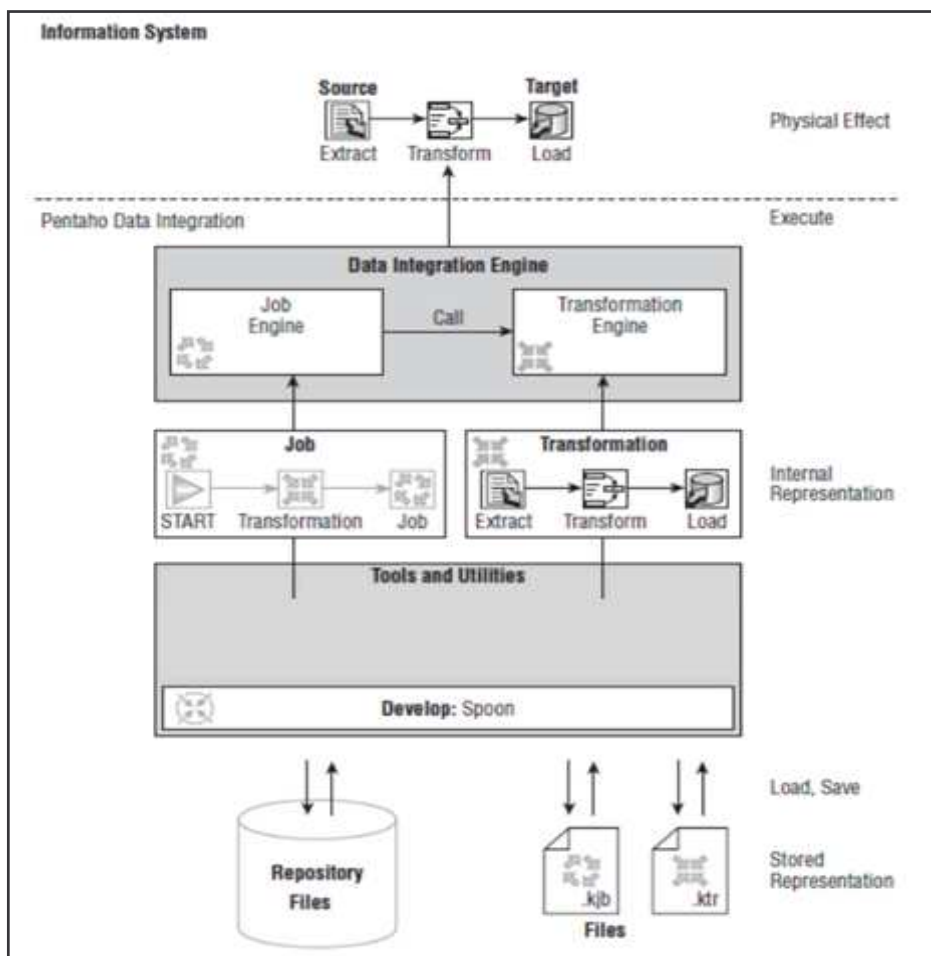 Information System
Source
Target
Extract
Transform
Load
Physical Effect
Pentaho Data Integration
Execute
Data Integration Engine
Job
Engine
Call
Transformation
Engine
Job
START
Transformation
Job
Transformation
Extract
Transform
Load
Internal
Representation
Tools and Utilities
Develop: Spoon
Load, Save
Repository
Files
.kjb
.ktr
Files
Stored
Representation